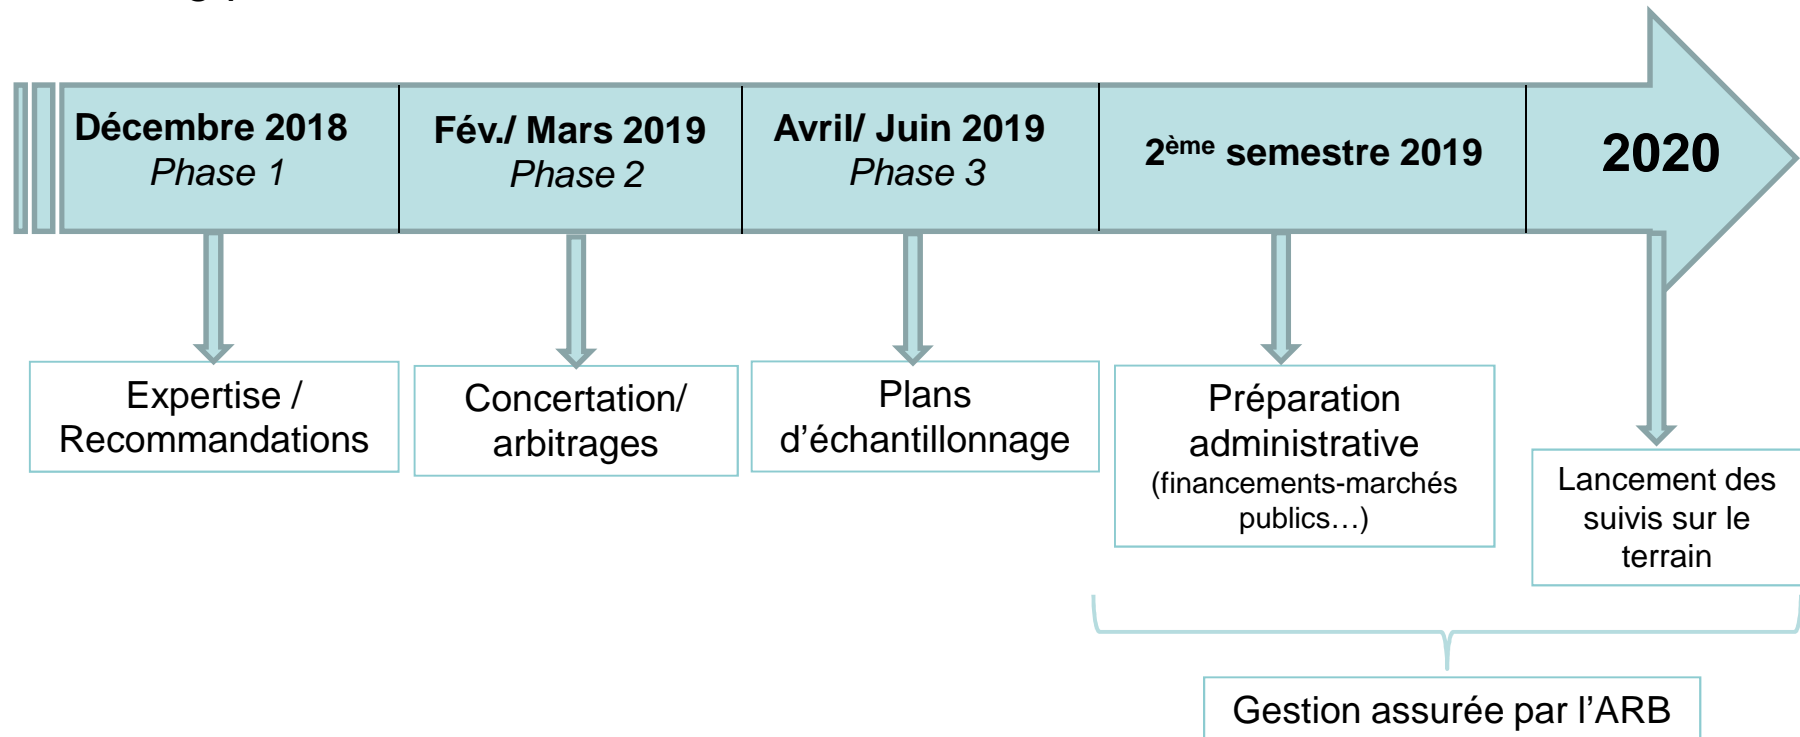 Décembre 2018
Phase 1
Fév./ Mars 2019
Phase 2
Avril/ Juin 2019
Phase 3
2ème semestre 2019
2020
Expertise /
Recommandations
Concertation/
arbitrages
Plans
d’échantillonnage
Préparation
administrative
(financements-marchés
publics…)
Lancement des
suivis sur le
terrain
Gestion assurée par l’ARB